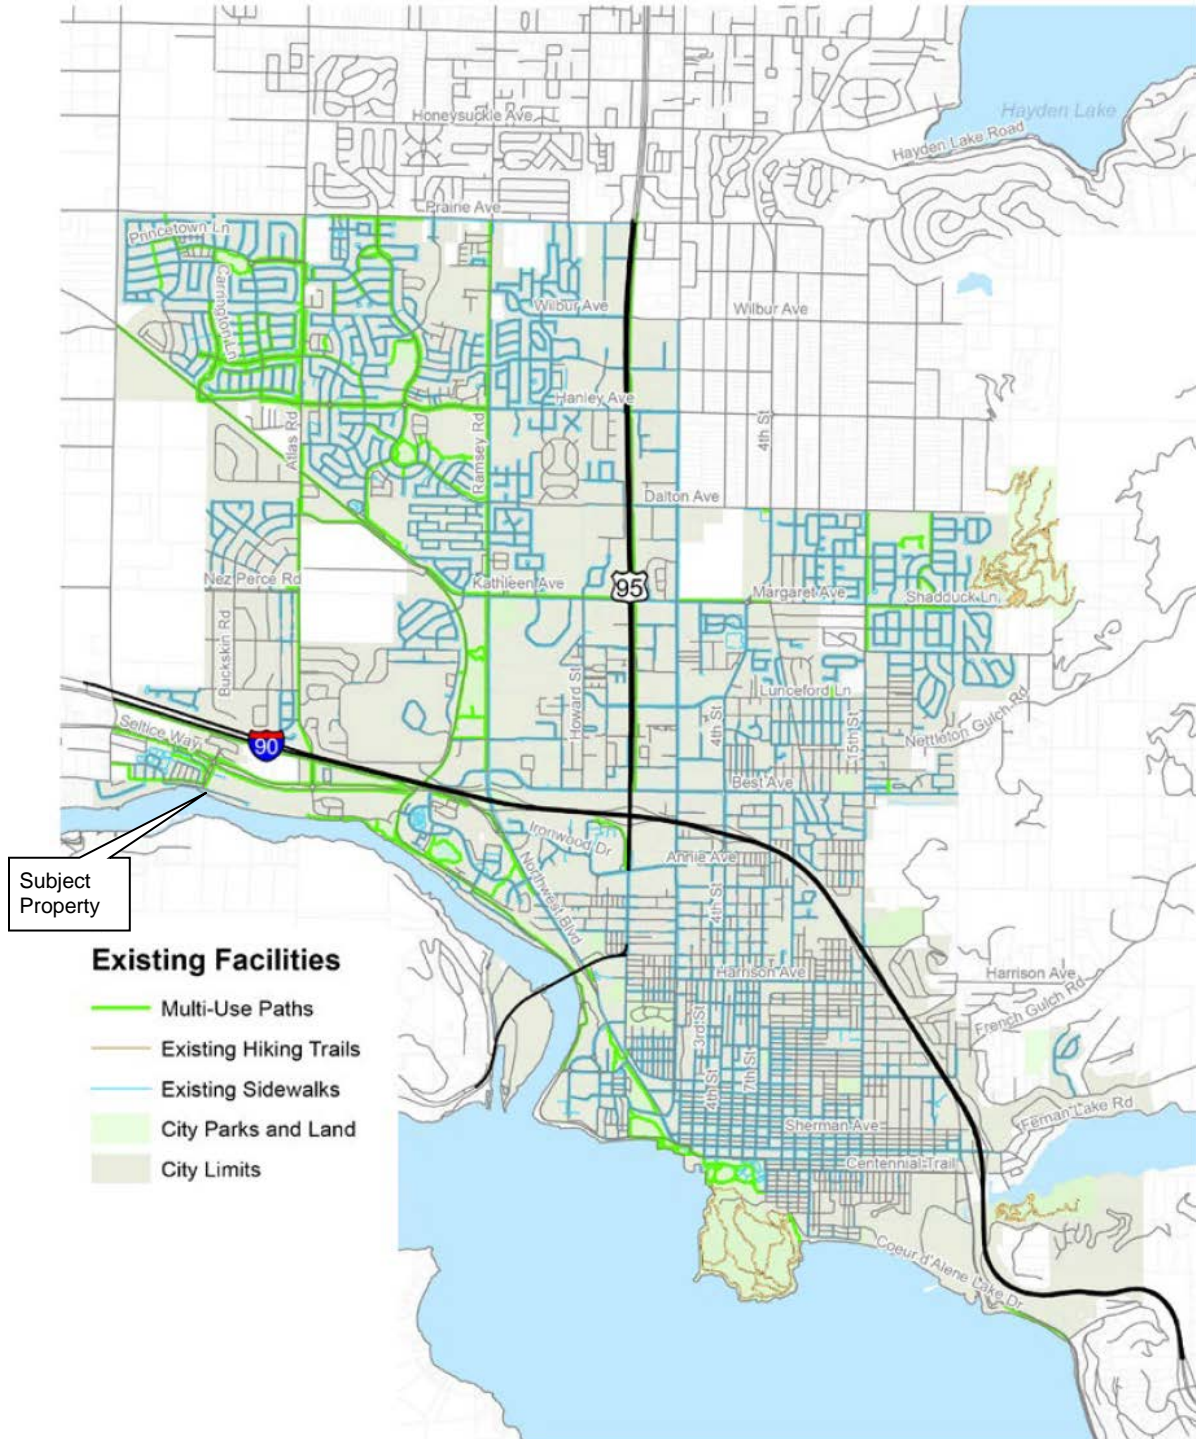 Hayden Lake
Honeysuckle Ave
Hayden Lake Road
Prairie Ave
Princetown Ln
Carrington Ln
Wilbur Ave
Wilbur Ave
Hanley Ave
Atlas Rd
Ramsey Rd
4th St
Dalton Ave
Nez Perce Rd
Kathleen Ave
95
Margaret Ave
Shadduck Ln
Buckskin Rd
Howard St
Lunceford Ln
4th St
15th St
Nettleton Gulch Rd
Seltice Way
90
Best Ave
Ironwood Dr
Annie Ave
Northwest Blvd
4th St
Subject
Property
Harrison Ave
Harrison Ave
French Gulch Rd
3rd St
4th St
7th St
Sherman Ave
Fernan Lake Rd
Centennial Trail
Coeur d'Alene Lake Dr
Existing Facilities
Multi-Use Paths
Existing Hiking Trails
Existing Sidewalks
City Parks and Land
City Limits